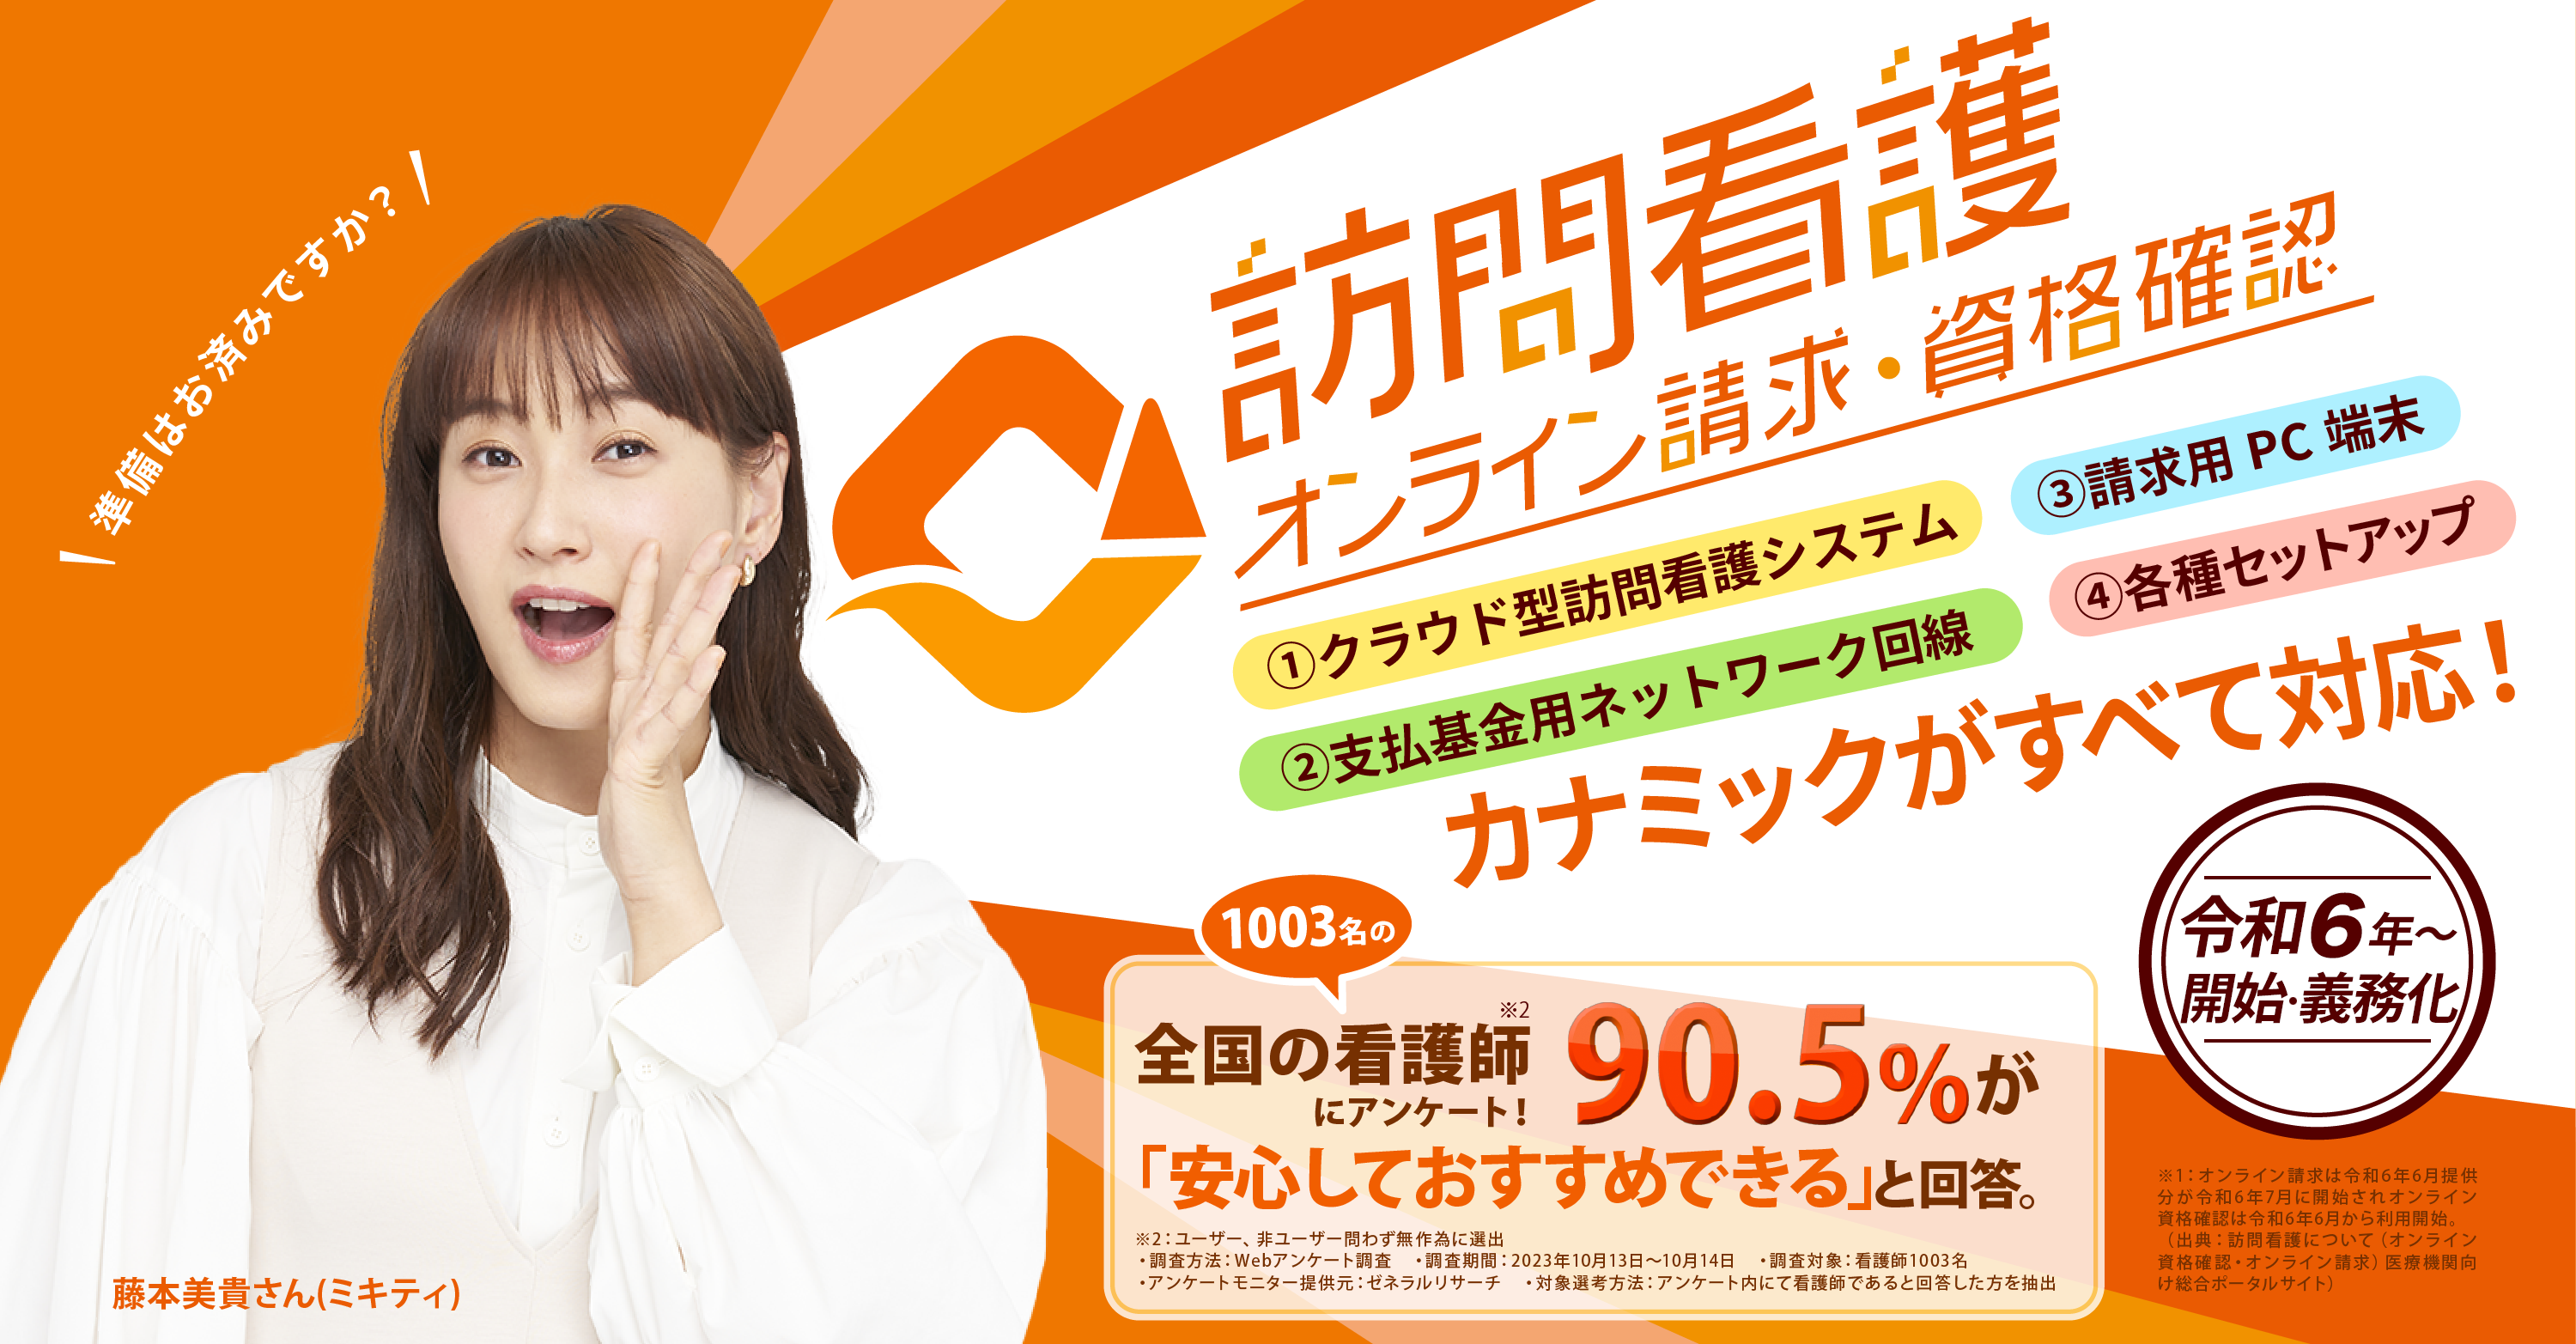 準備はお済みですか?
訪問看護
オンライン請求・資格確認
①クラウド型訪問看護システム
②支払基金用ネットワーク回線
③請求用 PC 端末
④各種セットアップ
カナミックがすべて対応!
令和6年~
開始・義務化
1003名の
全国の看護師※2
にアンケート!
90.5%が
「安心しておすすめできる」と回答。
※2:ユーザー、非ユーザー問わず無作為に選出
・調査方法:Webアンケート調査 ・調査期間:2023年10月13日~10月14日 ・調査対象:看護師1003名
・アンケートモニター提供元:ゼネラルリサーチ ・対象選考方法:アンケート内にて看護師であると回答した方を抽出
※1:オンライン請求は令和6年6月提供
分が令和6年7月に開始されオンライン
資格確認は令和6年6月から利用開始。
(出典:訪問看護について(オンライン
資格確認・オンライン請求)医療機関向
け総合ポータルサイト)
藤本美貴さん(ミキティ)